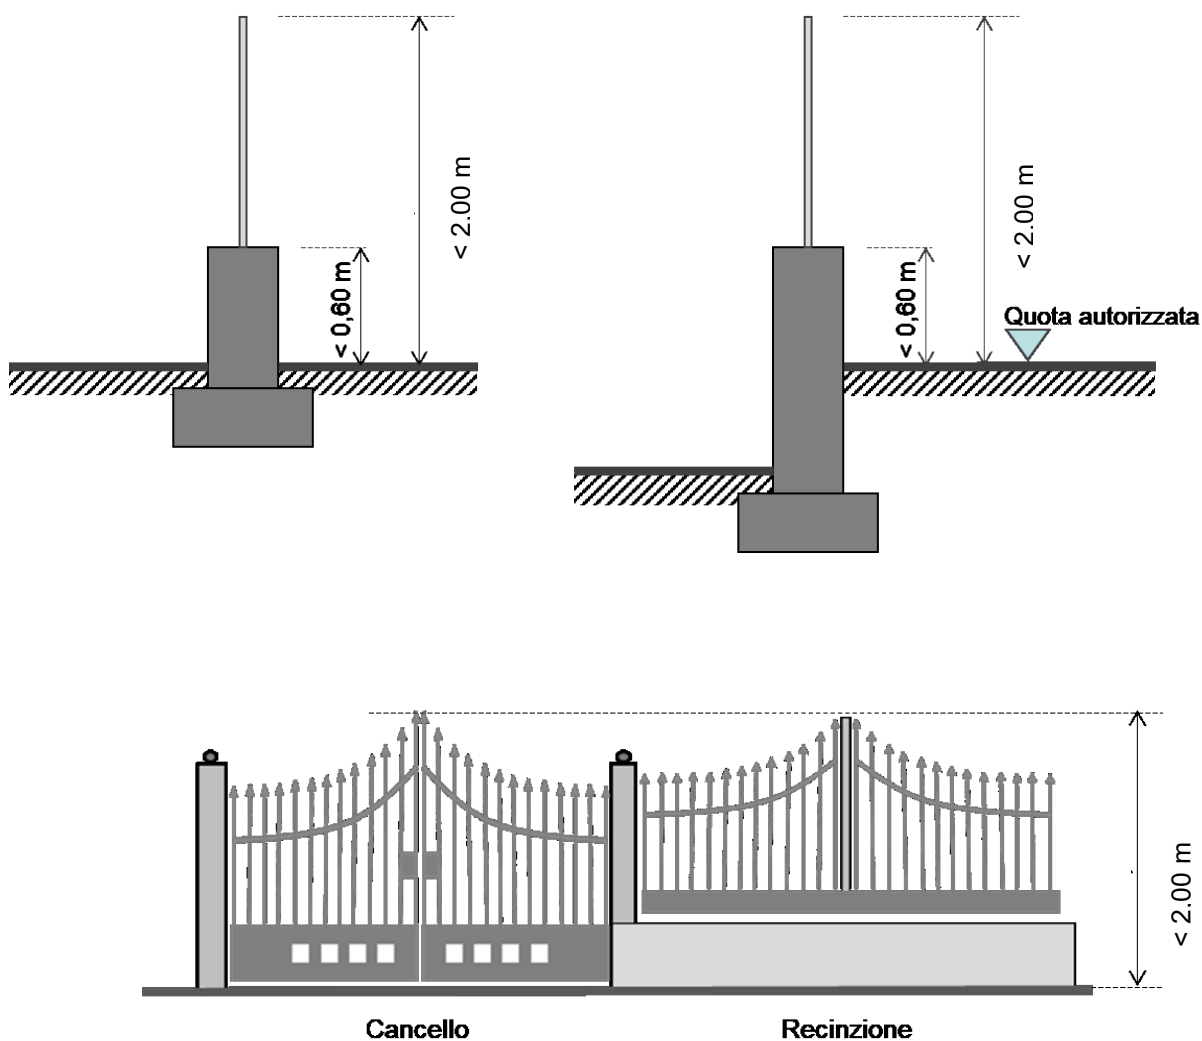 < 2.00 m
< 0,60 m
< 2.00 m
< 0,60 m
Quota autorizzata
< 2.00 m
Cancello
Recinzione